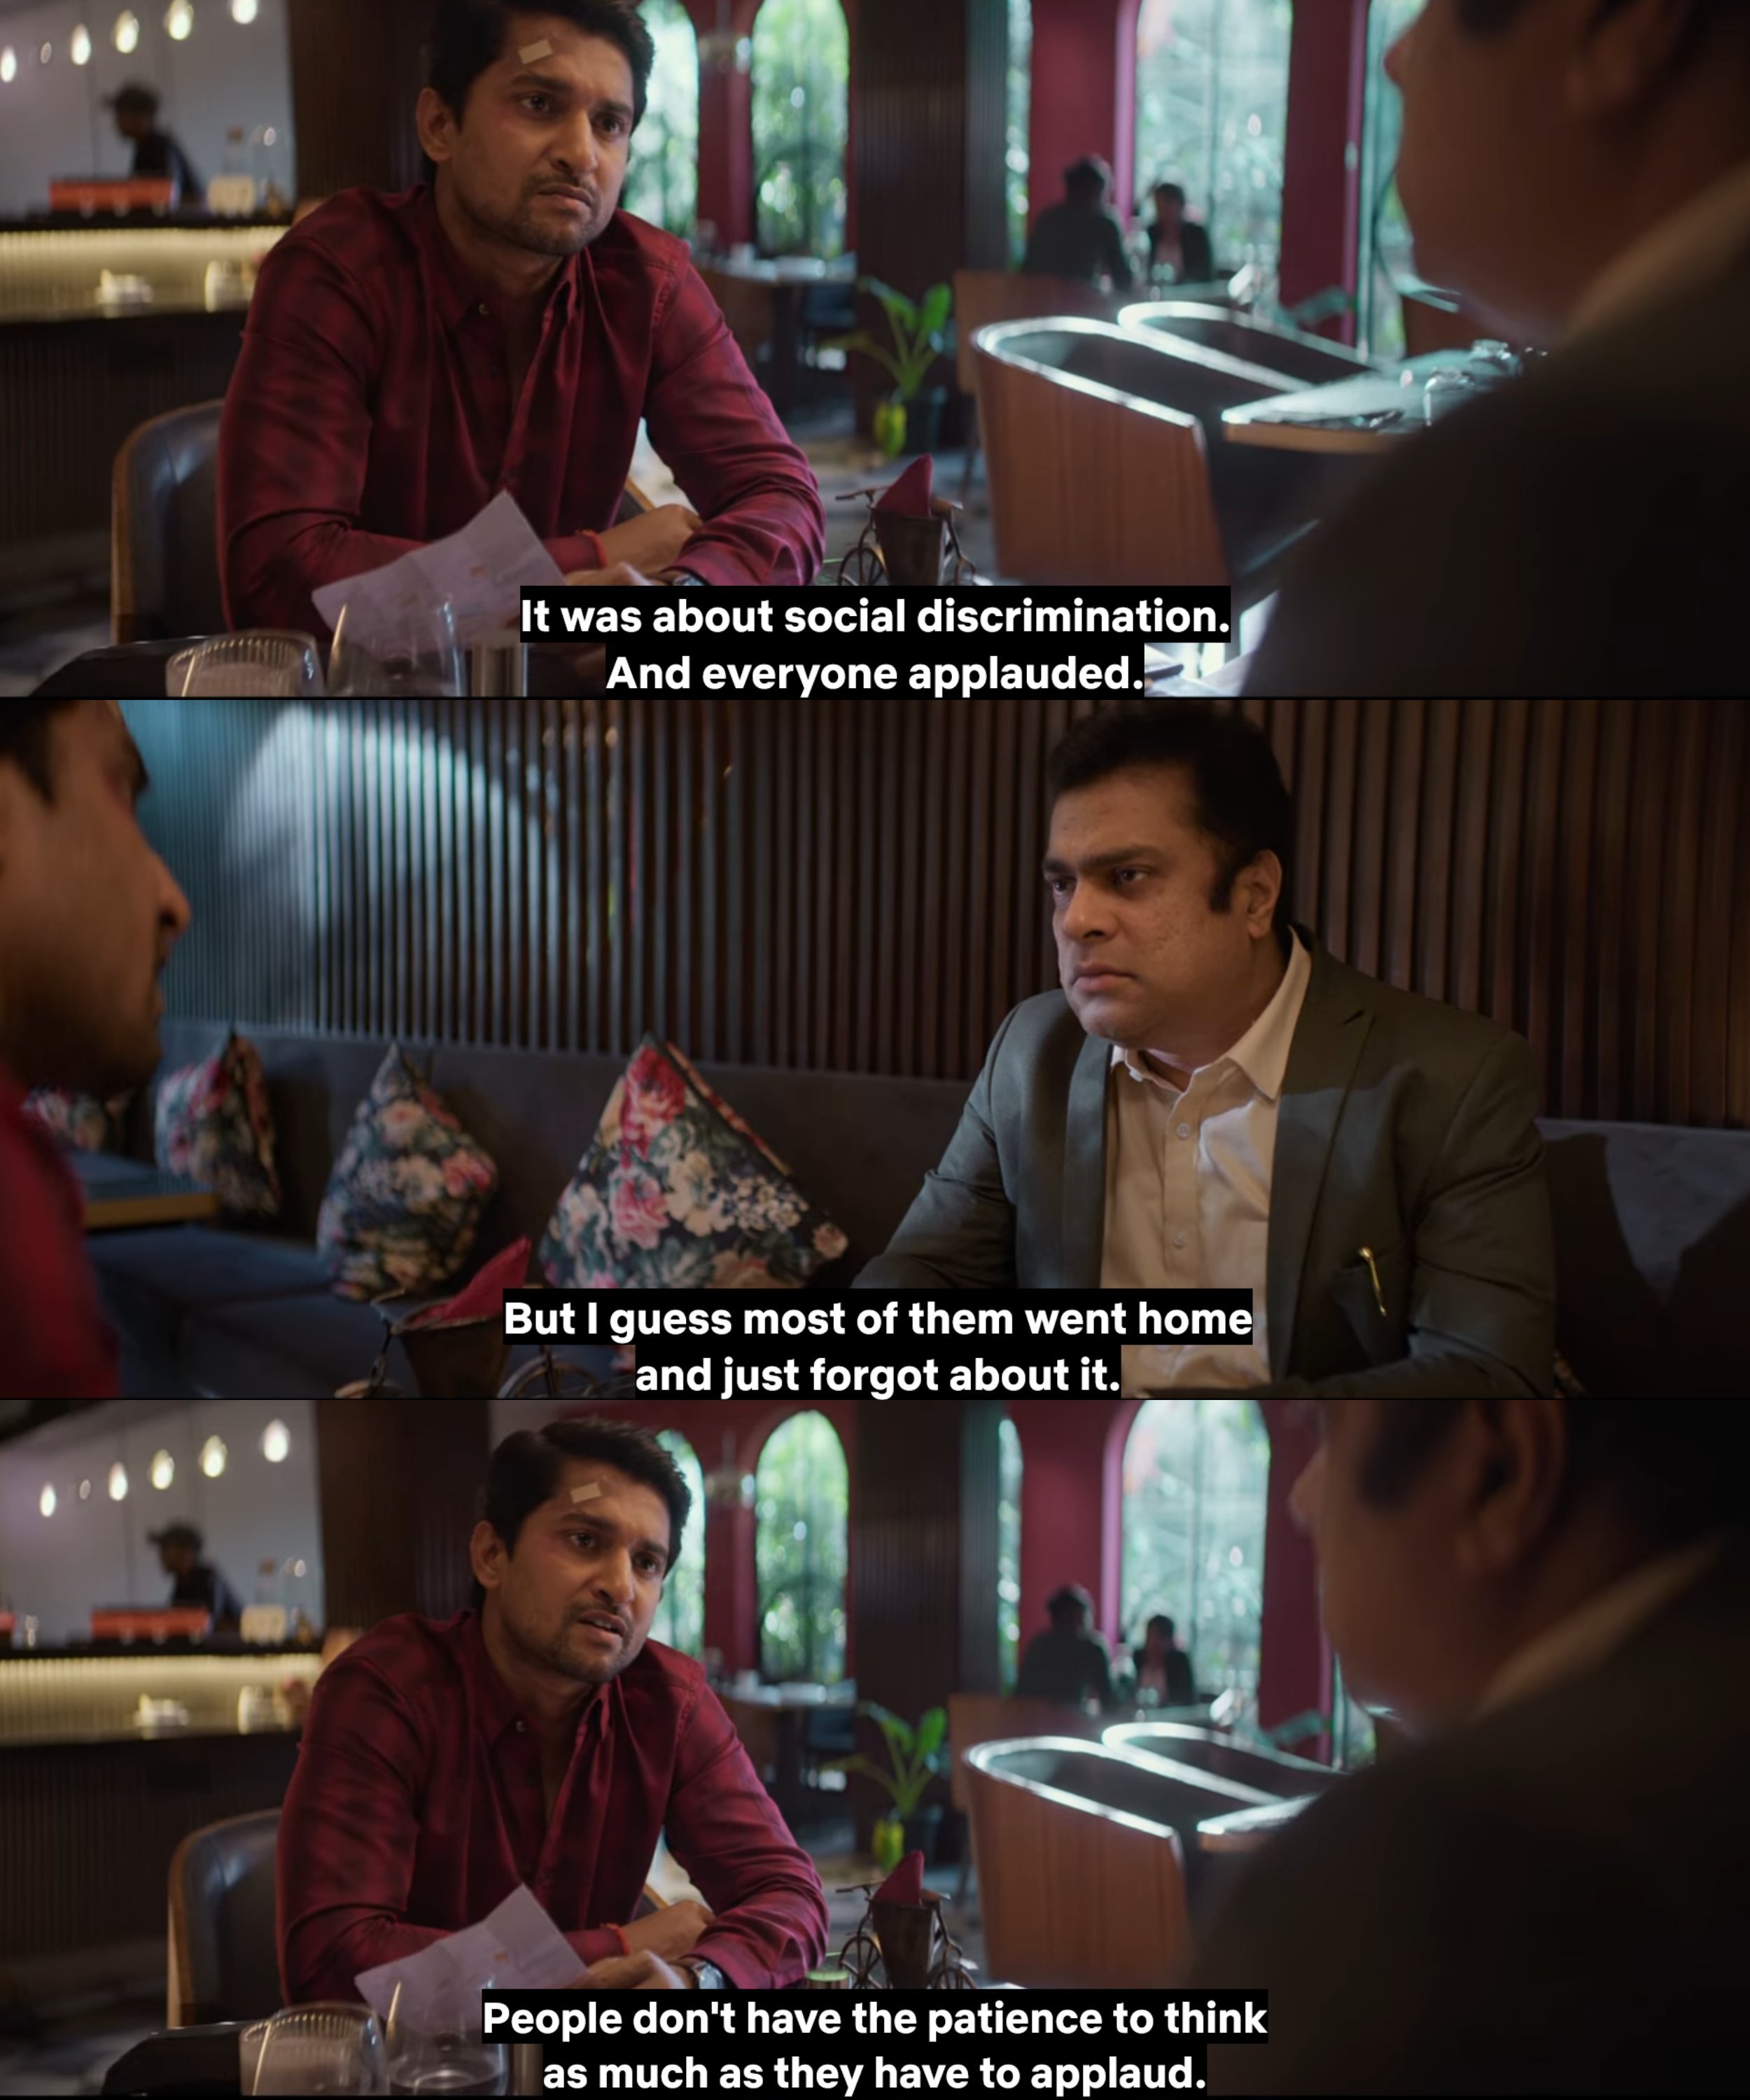 It was about social discrimination.
And everyone applauded.
But I guess most of them went home
and just forgot about it.
People don't have the patience to think
as much as they have to applaud.